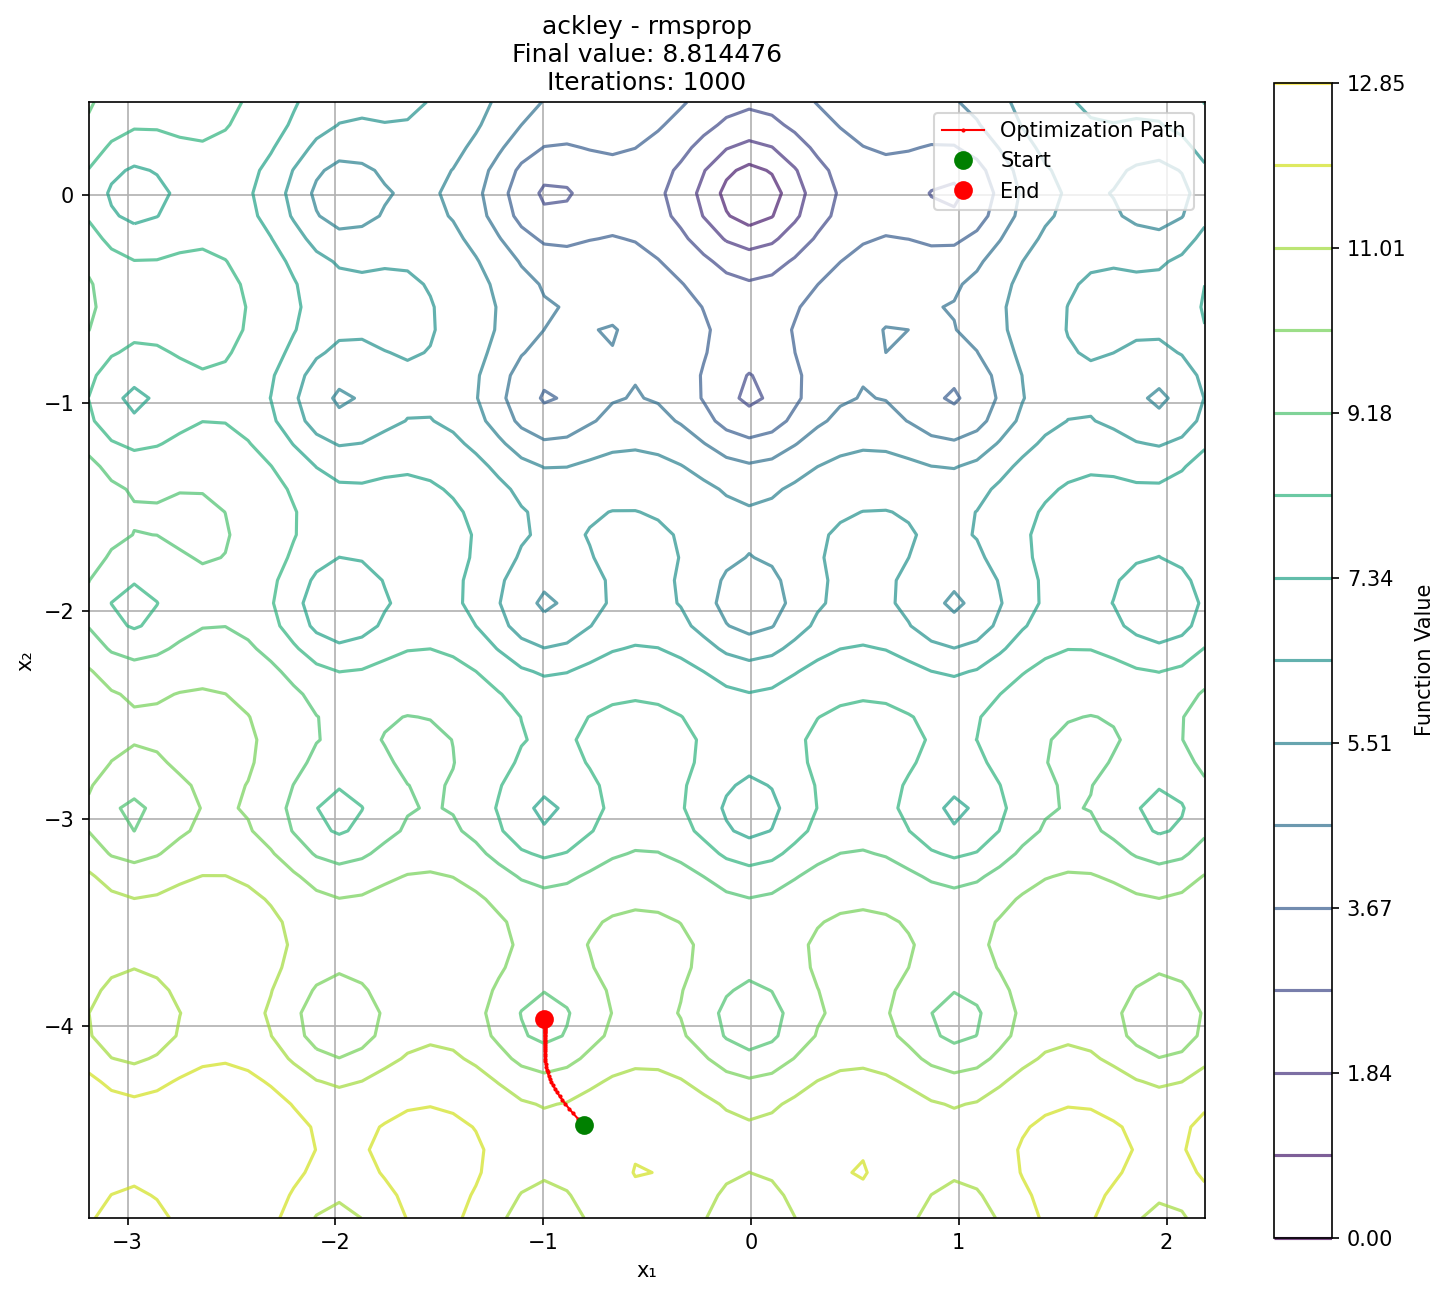 ackley - rmsprop
Final value: 8.814476
Iterations: 1000
Optimization Path
Start
End
0
−1
−2
−3
−4
x₂
−3
−2
−1
0
1
2
x₁
12.85
11.01
9.18
7.34
5.51
3.67
1.84
0.00
Function Value